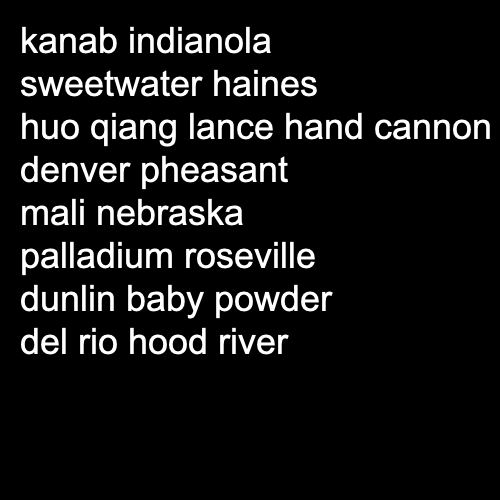 kanab indianola
sweetwater haines
huo qiang lance hand cannon
denver pheasant
mali nebraska
palladium roseville
dunlin baby powder
del rio hood river